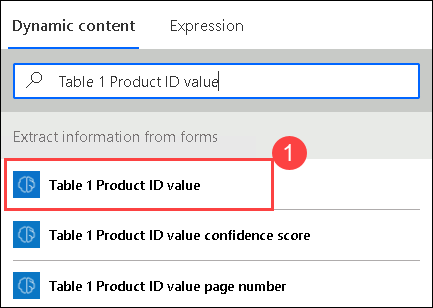 Dynamic content Expression
Table 1 Product ID value
Extract information from forms
1
Table 1 Product ID value
Table 1 Product ID value confidence score
Table 1 Product ID value page number